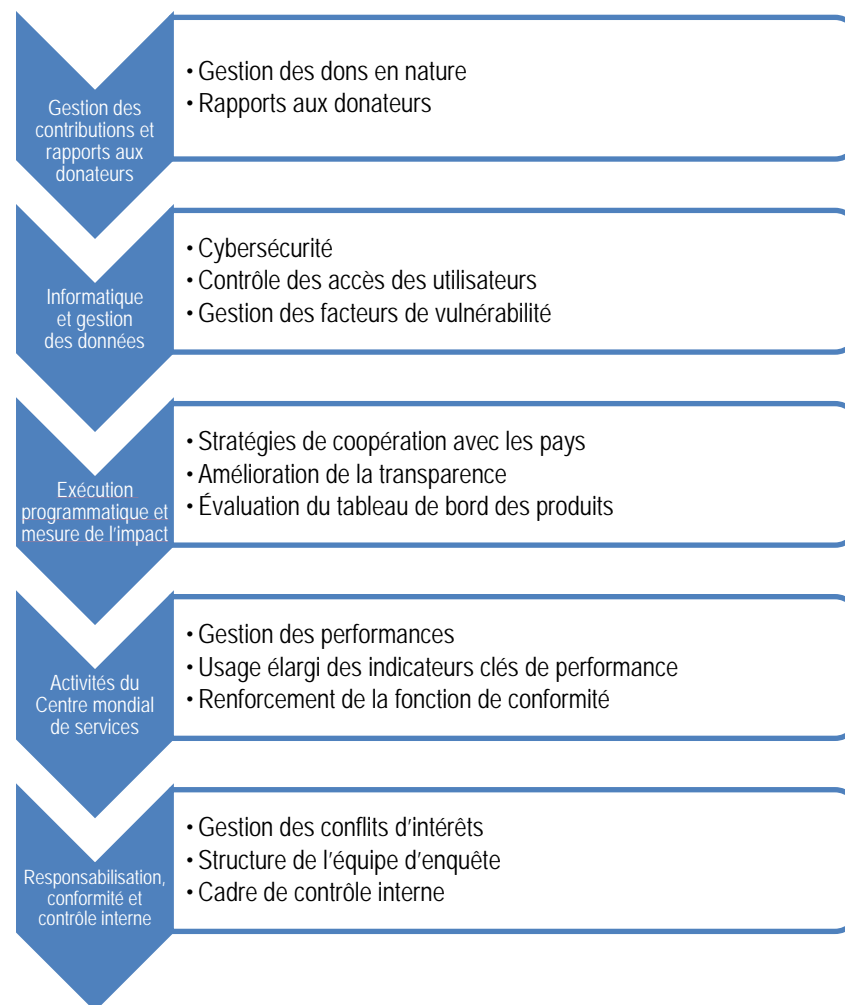 Gestion des
contributions et
rapports aux
donateurs
• Gestion des dons en nature
• Rapports aux donateurs
Informatique
et gestion
des données
• Cybersécurité
• Contrôle des accès des utilisateurs
• Gestion des facteurs de vulnérabilité
Exécution
programmatique et
mesure de l'impact
• Stratégies de coopération avec les pays
• Amélioration de la transparence
• Évaluation du tableau de bord des produits
Activités du
Centre mondial
de services
• Gestion des performances
• Usage élargi des indicateurs clés de performance
• Renforcement de la fonction de conformité
Responsabilisation,
conformité et
contrôle interne
• Gestion des conflits d'intérêts
• Structure de l'équipe d'enquête
• Cadre de contrôle interne